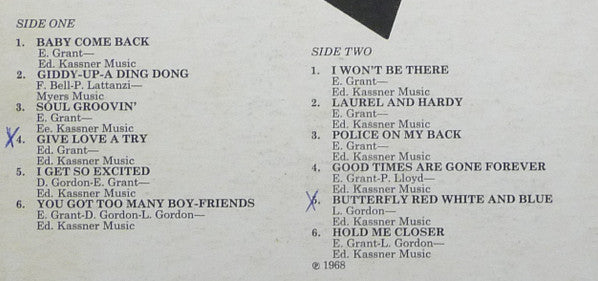 SIDE ONE
1. BABY COME BACK
E. Grant—
Ed. Kassner Music
2. GIDDY-UP-A DING DONG
F. Bell-P. Lattanzi—
Myers Music
3. SOUL GROOVIN'
E. Grant—
Ee. Kassner Music
4. GIVE LOVE A TRY
Ed. Grant—
Ed. Kassner Music
5. I GET SO EXCITED
D. Gordon-E. Grant—
Ed. Kassner Music
6. YOU GOT TOO MANY BOY-FRIENDS
E. Grant-D. Gordon-L. Gordon—
Ed. Kassner Music
SIDE TWO
1. I WON'T BE THERE
E. Grant—
Ed. Kassner Music
2. LAUREL AND HARDY
E. Grant—
Ed. Kassner Music
3. POLICE ON MY BACK
E. Grant—
Ed. Kassner Music
4. GOOD TIMES ARE GONE FOREVER
E. Grant-P. Lloyd—
Ed. Kassner Music
5. BUTTERFLY RED WHITE AND BLUE
L. Gordon—
Ed. Kassner Music
6. HOLD ME CLOSER
E. Grant-L. Gordon—
Ed. Kassner Music
℗ 1968